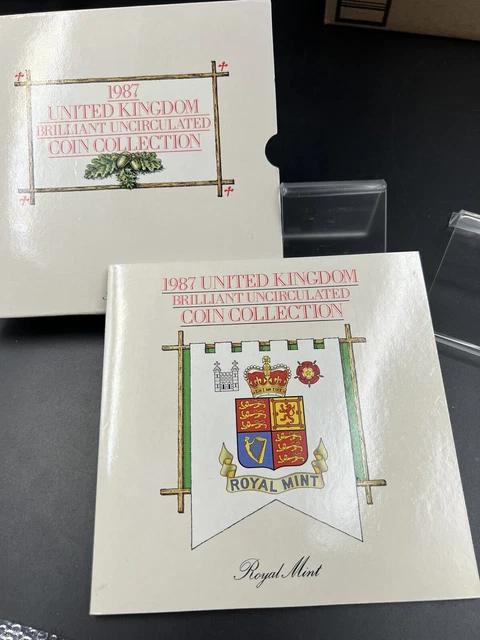 1987
UNITED KINGDOM
BRILLIANT UNCIRCULATED
COIN COLLECTION
1987 UNITED KINGDOM
BRILLIANT UNCIRCULATED
COIN COLLECTION
ROYAL MINT
Royal Mint